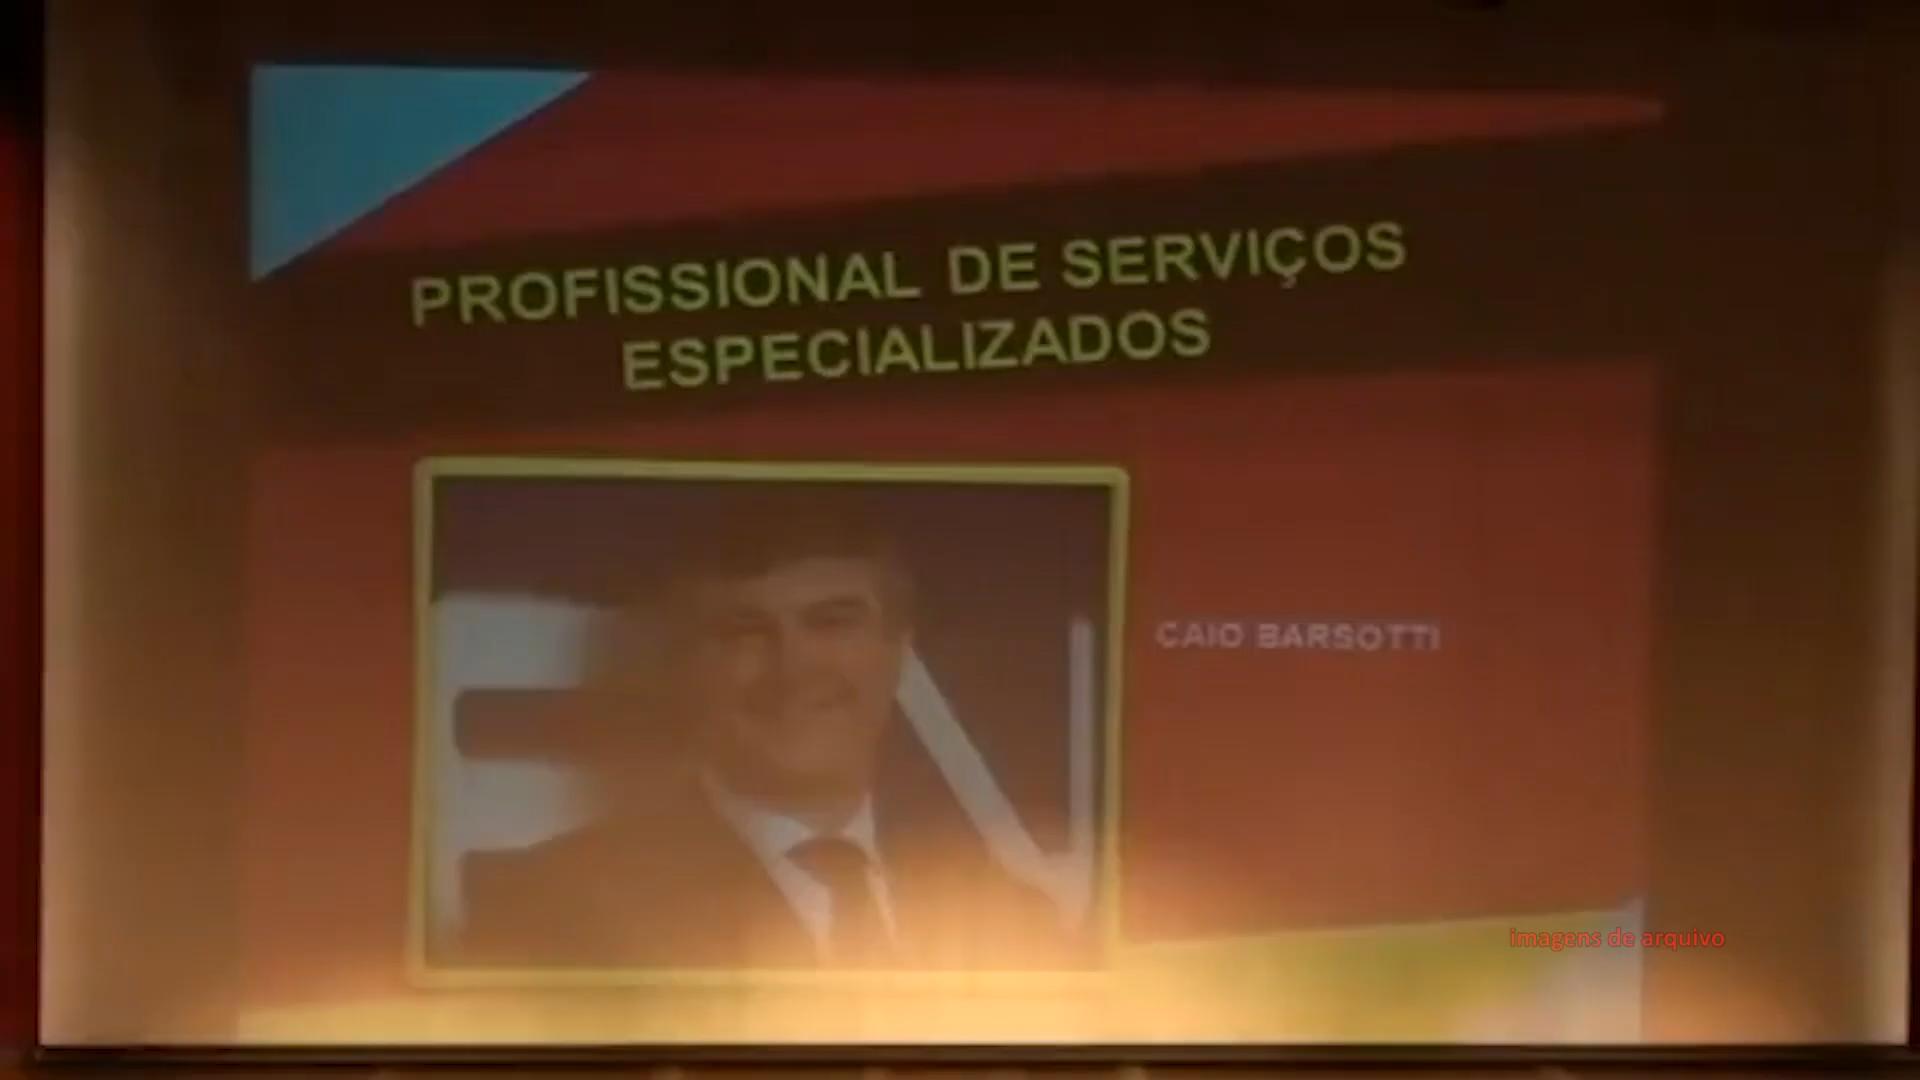 PROFISSIONAL DE SERVIÇOS
ESPECIALIZADOS
CAIO BARSOTTI
imagens de arquivo